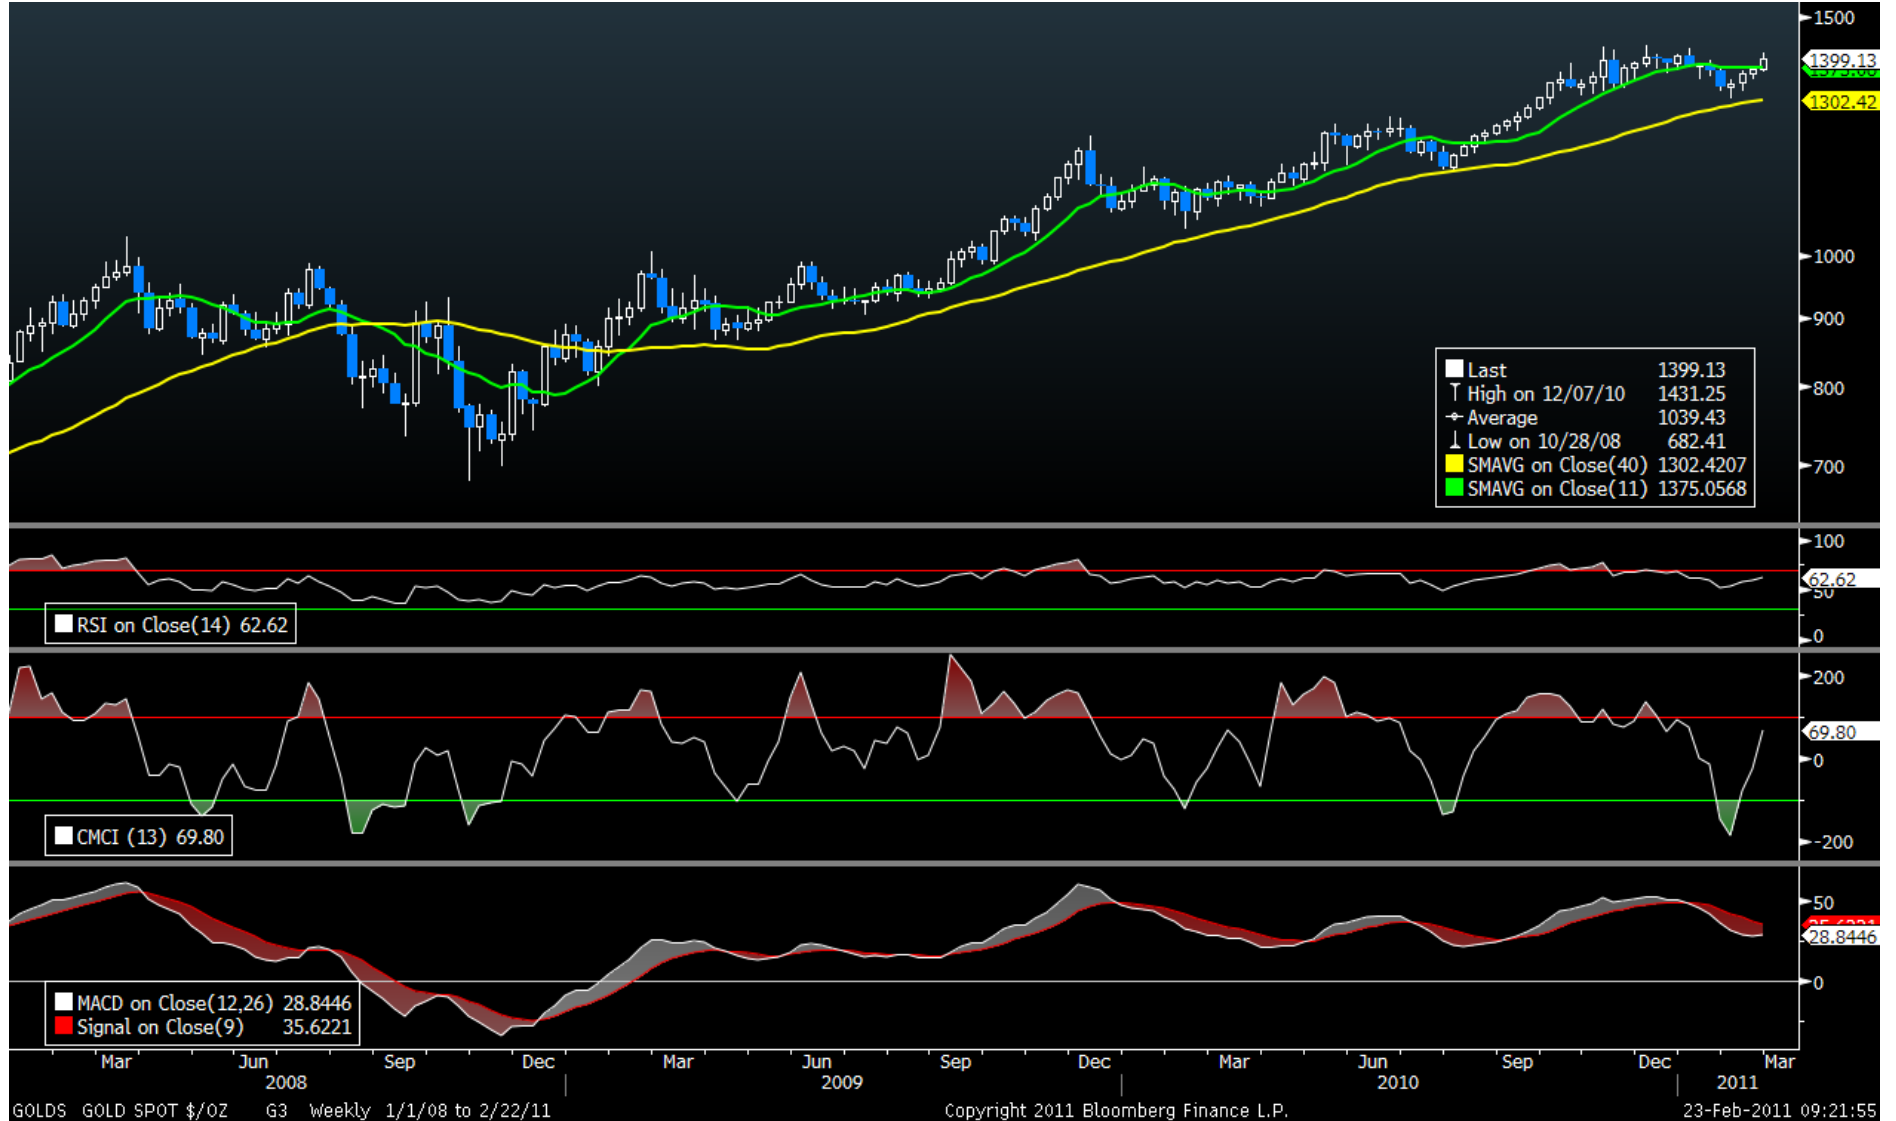 1500
1399.13
1302.42
1000
900
800
700
Last 1399.13
High on 12/07/10 1431.25
Average 1039.43
Low on 10/28/08 682.41
SMAVG on Close(40) 1302.4207
SMAVG on Close(11) 1375.0568
100
62.62
50
0
RSI on Close(14) 62.62
200
69.80
0
-200
CMCI (13) 69.80
50
28.8446
0
MACD on Close(12,26) 28.8446
Signal on Close(9) 35.6221
Mar Jun Sep Dec Mar Jun Sep Dec Mar Jun Sep Dec Mar
2008 2009 2010 2011
GOLDS GOLD SPOT $/OZ G3 Weekly 1/1/08 to 2/22/11 Copyright 2011 Bloomberg Finance L.P. 23-Feb-2011 09:21:55